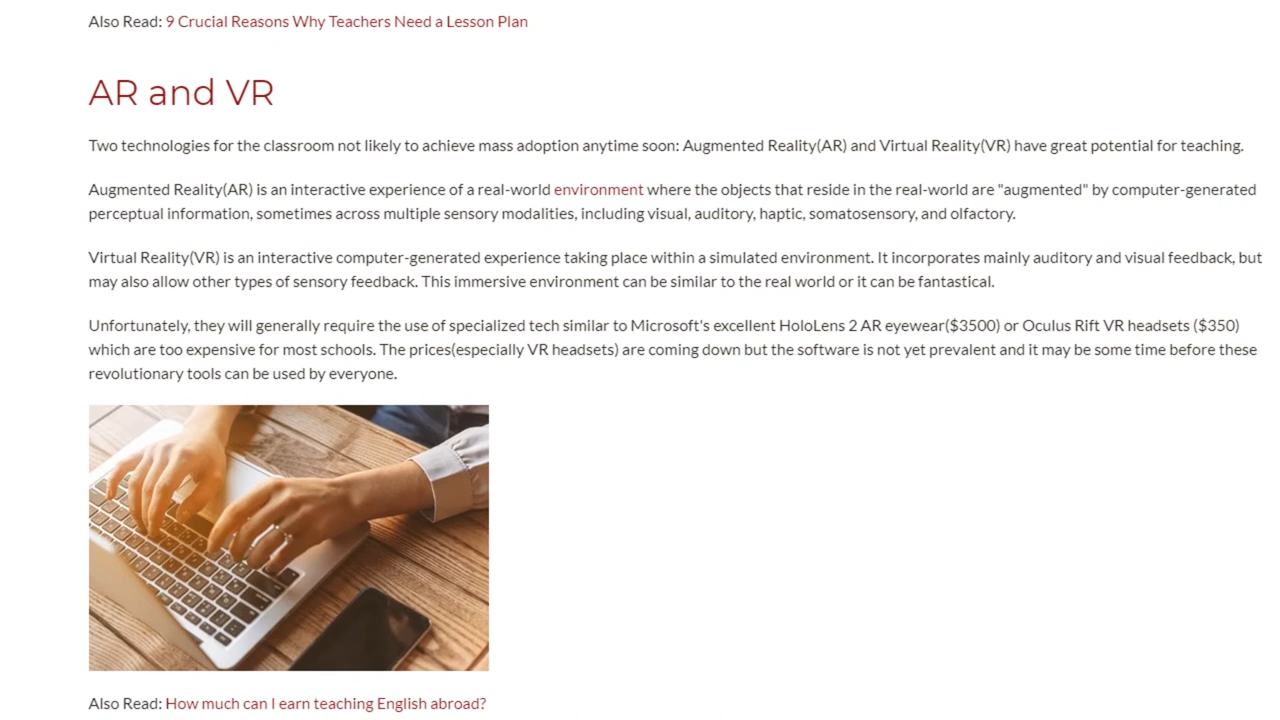 Also Read: 9 Crucial Reasons Why Teachers Need a Lesson Plan
AR and VR
Two technologies for the classroom not likely to achieve mass adoption anytime soon: Augmented Reality(AR) and Virtual Reality(VR) have great potential for teaching.
Augmented Reality(AR) is an interactive experience of a real-world environment where the objects that reside in the real-world are "augmented" by computer-generated
perceptual information, sometimes across multiple sensory modalities, including visual, auditory, haptic, somatosensory, and olfactory.
Virtual Reality(VR) is an interactive computer-generated experience taking place within a simulated environment. It incorporates mainly auditory and visual feedback, but
may also allow other types of sensory feedback. This immersive environment can be similar to the real world or it can be fantastical.
Unfortunately, they will generally require the use of specialized tech similar to Microsoft's excellent HoloLens 2 AR eyewear($3500) or Oculus Rift VR headsets ($350)
which are too expensive for most schools. The prices(especially VR headsets) are coming down but the software is not yet prevalent and it may be some time before these
revolutionary tools can be used by everyone.
Also Read: How much can I earn teaching English abroad?